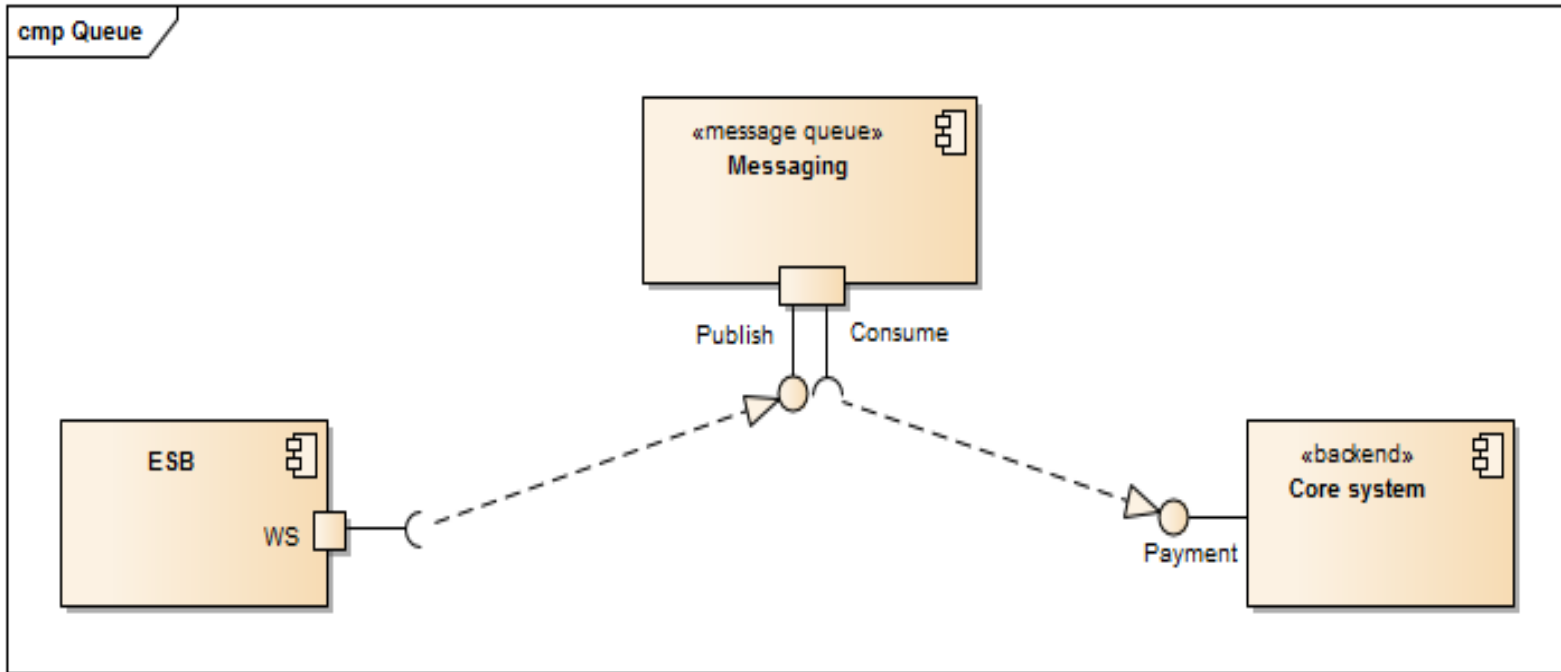 cmp Queue
«message queue»
Messaging
Publish
Consume
ESB
WS
«backend»
Core system
Payment